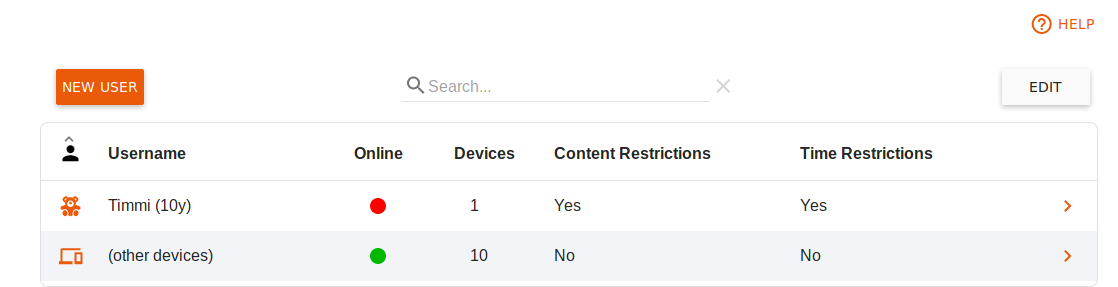 HELP
NEW USER Search... EDIT
Username Online Devices Content Restrictions Time Restrictions
Timmi (10y) 1 Yes Yes
(other devices) 10 No No